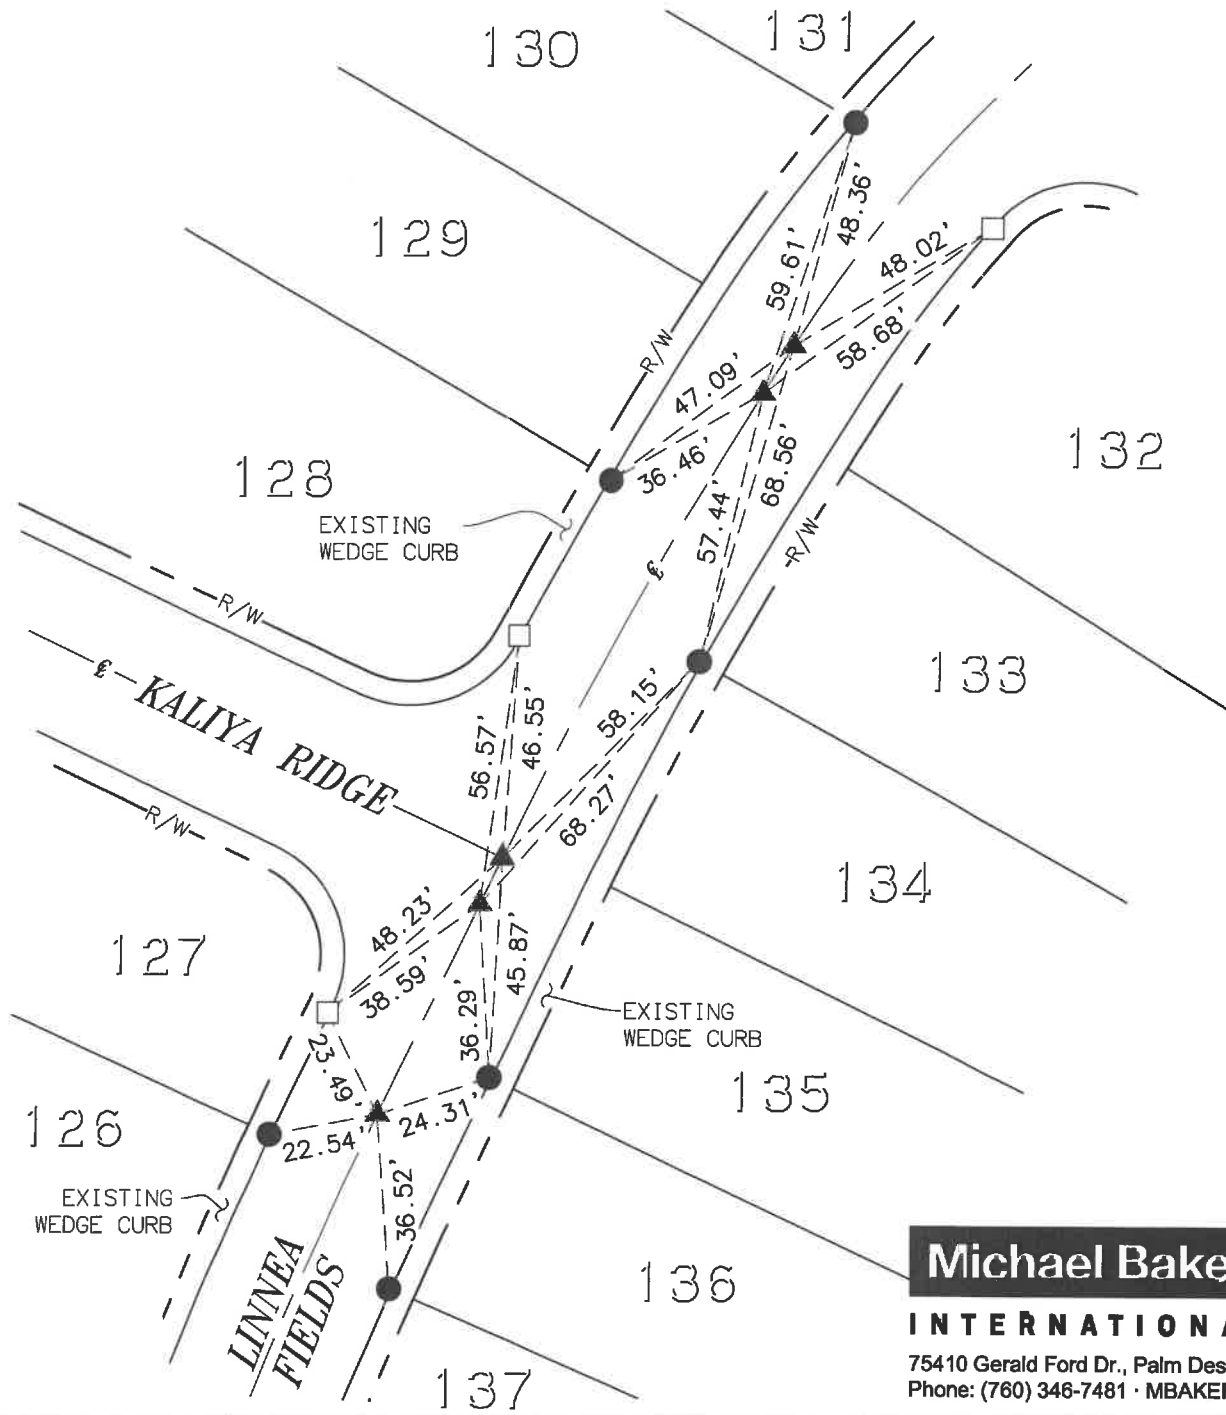 131
130
48.36'
129
48.02'
59.61'
58.68'
R/W
47.09'
132
36.46'
68.56'
128
57.44'
EXISTING
WEDGE CURB
R/W
℄
R/W
133
58.15'
℄ KALIYA RIDGE
46.55'
56.57'
68.27'
R/W
134
48.23'
127
45.87'
38.59'
36.29'
EXISTING
WEDGE CURB
23.49'
135
126
24.31'
22.54'
EXISTING
WEDGE CURB
36.52'
136
LINNEA
FIELDS
137
Michael Bake
INTERNATIONA
75410 Gerald Ford Dr., Palm Des
Phone: (760) 346-7481 · MBAKE